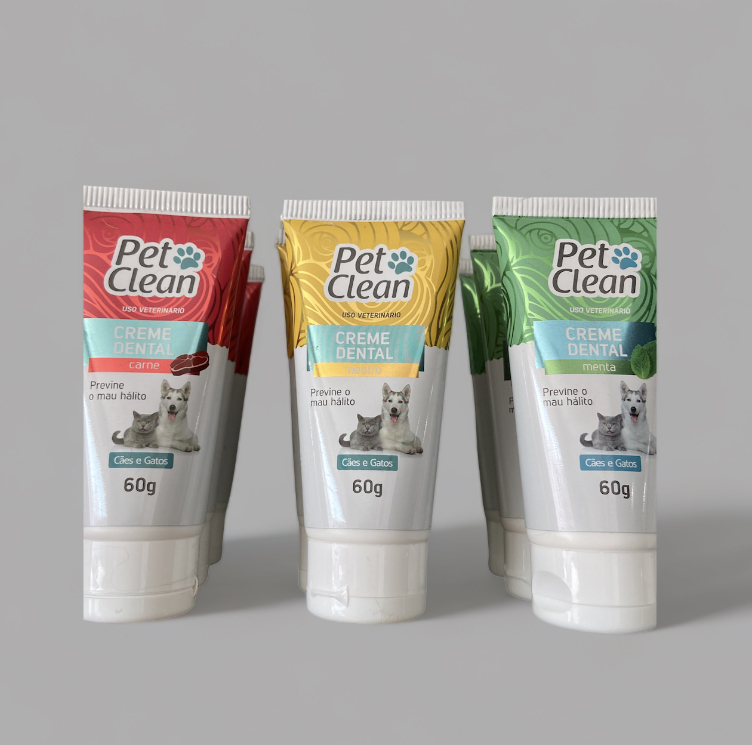 Pet
Clean
USO VETERINÁRIO
CREME
DENTAL
carne
Previne
o mau hálito
Cães e Gatos
60g
Pet
Clean
USO VETERINÁRIO
CREME
DENTAL
Previne o
mau hálito
Cães e Gatos
60g
Pet
Clean
USO VETERINÁRIO
CREME
DENTAL
menta
Previne o
mau hálito
Cães e Gatos
60g